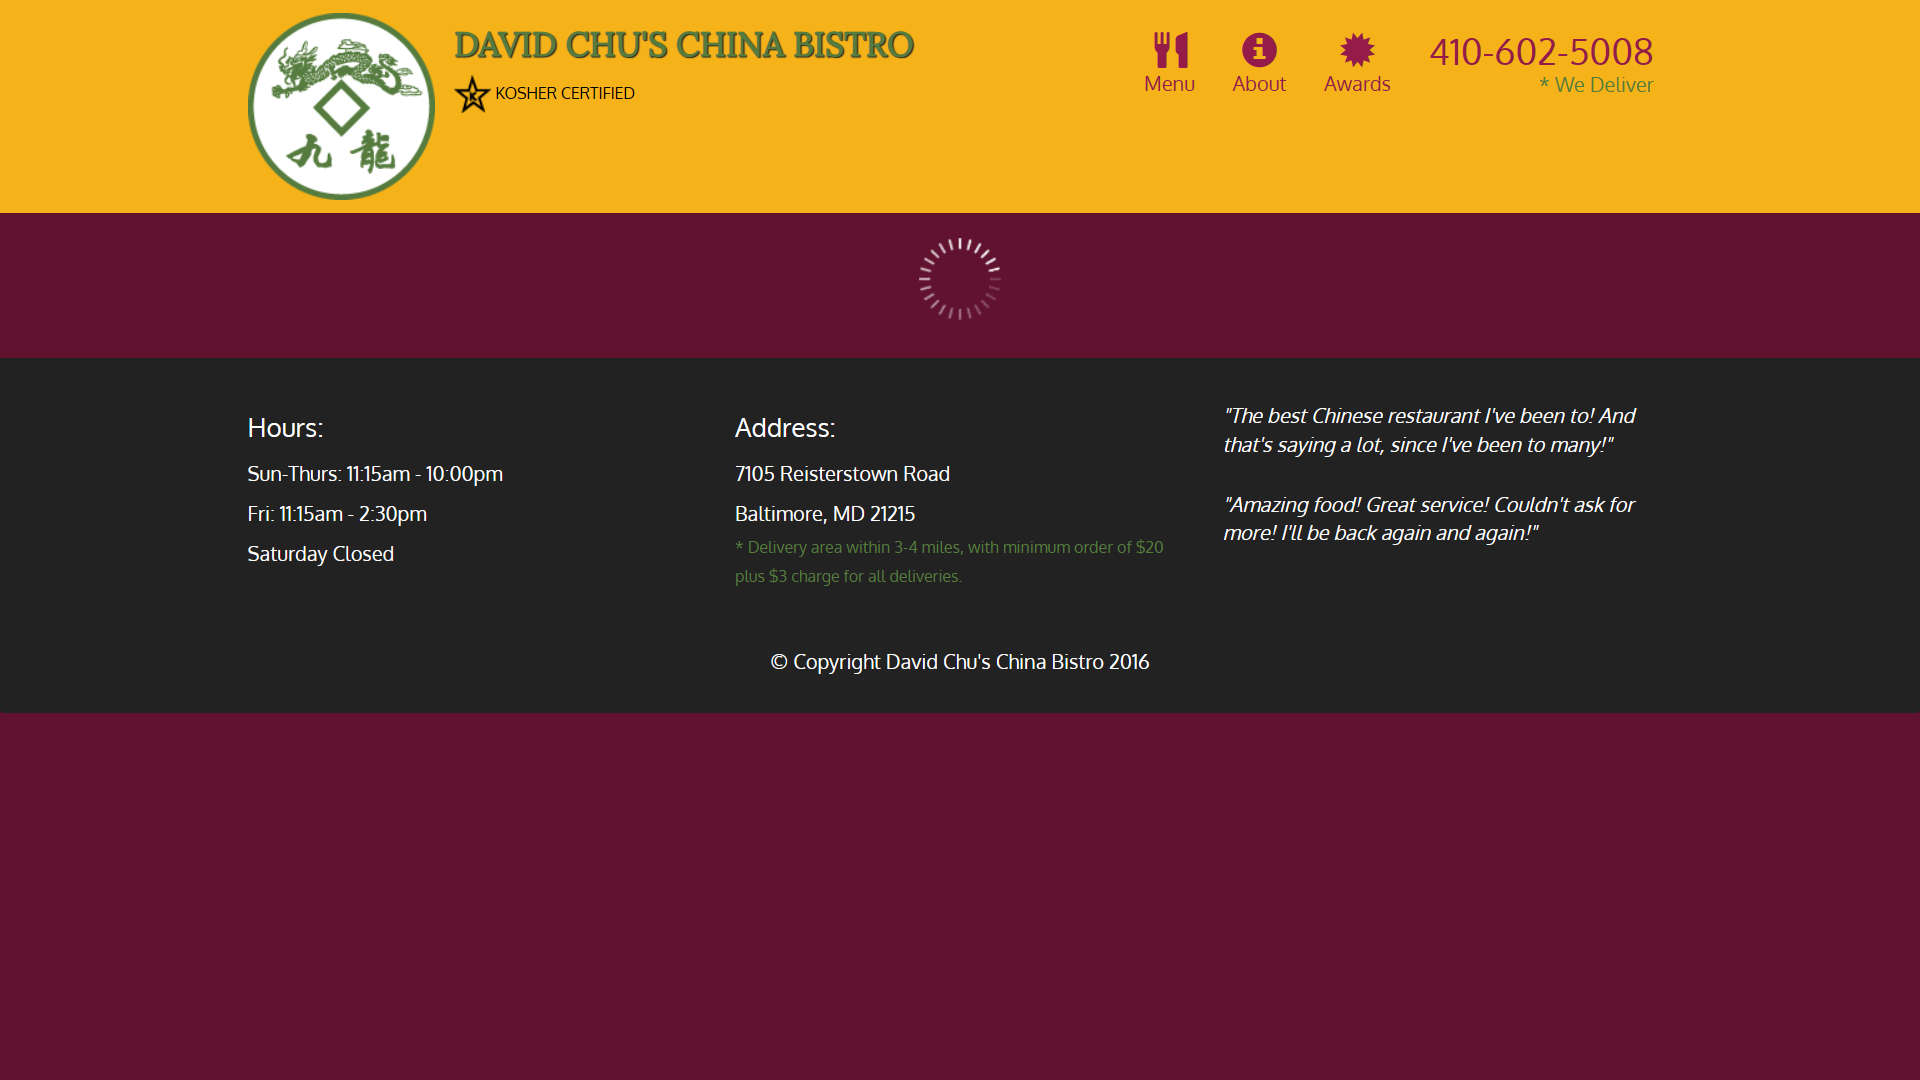 九龍
DAVID CHU'S CHINA BISTRO
K KOSHER CERTIFIED
Menu
About
Awards
410-602-5008
* We Deliver
Hours:
Sun-Thurs: 11:15am - 10:00pm
Fri: 11:15am - 2:30pm
Saturday Closed
Address:
7105 Reisterstown Road
Baltimore, MD 21215
* Delivery area within 3-4 miles, with minimum order of $20
plus $3 charge for all deliveries.
"The best Chinese restaurant I've been to! And
that's saying a lot, since I've been to many!"
"Amazing food! Great service! Couldn't ask for
more! I'll be back again and again!"
© Copyright David Chu's China Bistro 2016